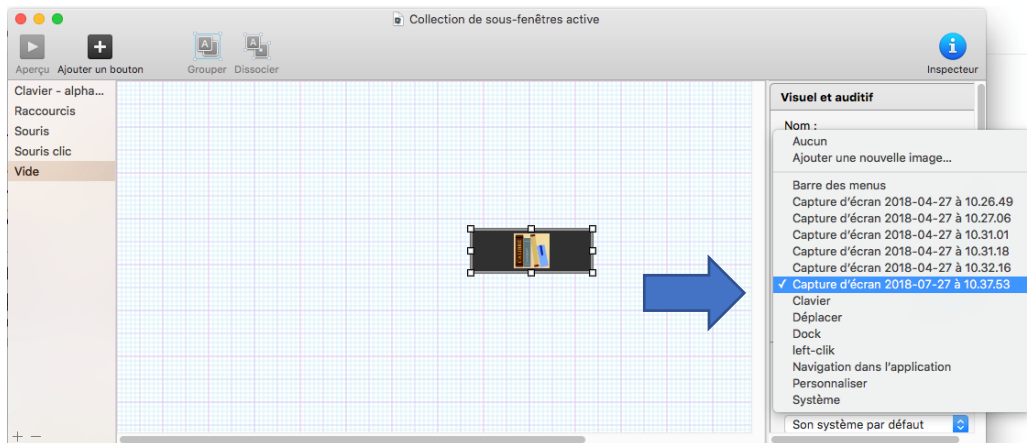 Collection de sous-fenêtres active
Aperçu Ajouter un bouton Grouper Dissocier Inspecteur
Clavier - alpha...
Raccourcis
Souris
Souris clic
Vide
Visuel et auditif
Nom :
Aucun
Ajouter une nouvelle image...
Barre des menus
Capture d'écran 2018-04-27 à 10.26.49
Capture d'écran 2018-04-27 à 10.27.06
Capture d'écran 2018-04-27 à 10.31.01
Capture d'écran 2018-04-27 à 10.31.18
Capture d'écran 2018-04-27 à 10.32.16
✓ Capture d'écran 2018-07-27 à 10.37.53
Clavier
Déplacer
Dock
left-clik
Navigation dans l'application
Personnaliser
Système
Son système par défaut